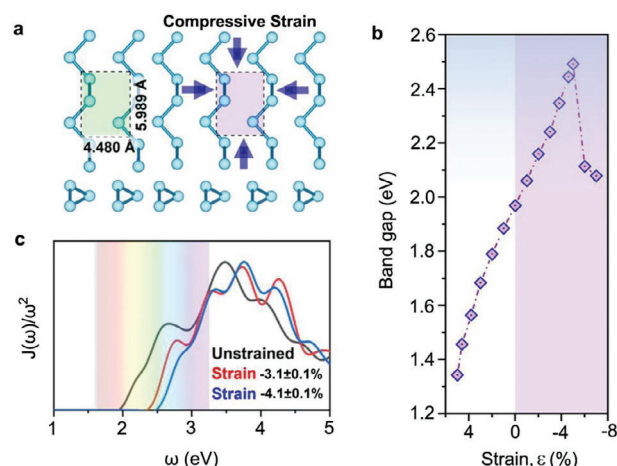 a
Compressive Strain
5.989 Å
4.480 Å
b
Band gap (eV)
2.6
2.4
2.2
2.0
1.8
1.6
1.4
1.2
4
0
-4
-8
Strain, ε (%)
c
J(ω)/ω²
Unstrained
Strain -3.1±0.1%
Strain -4.1±0.1%
1
2
3
4
5
ω (eV)